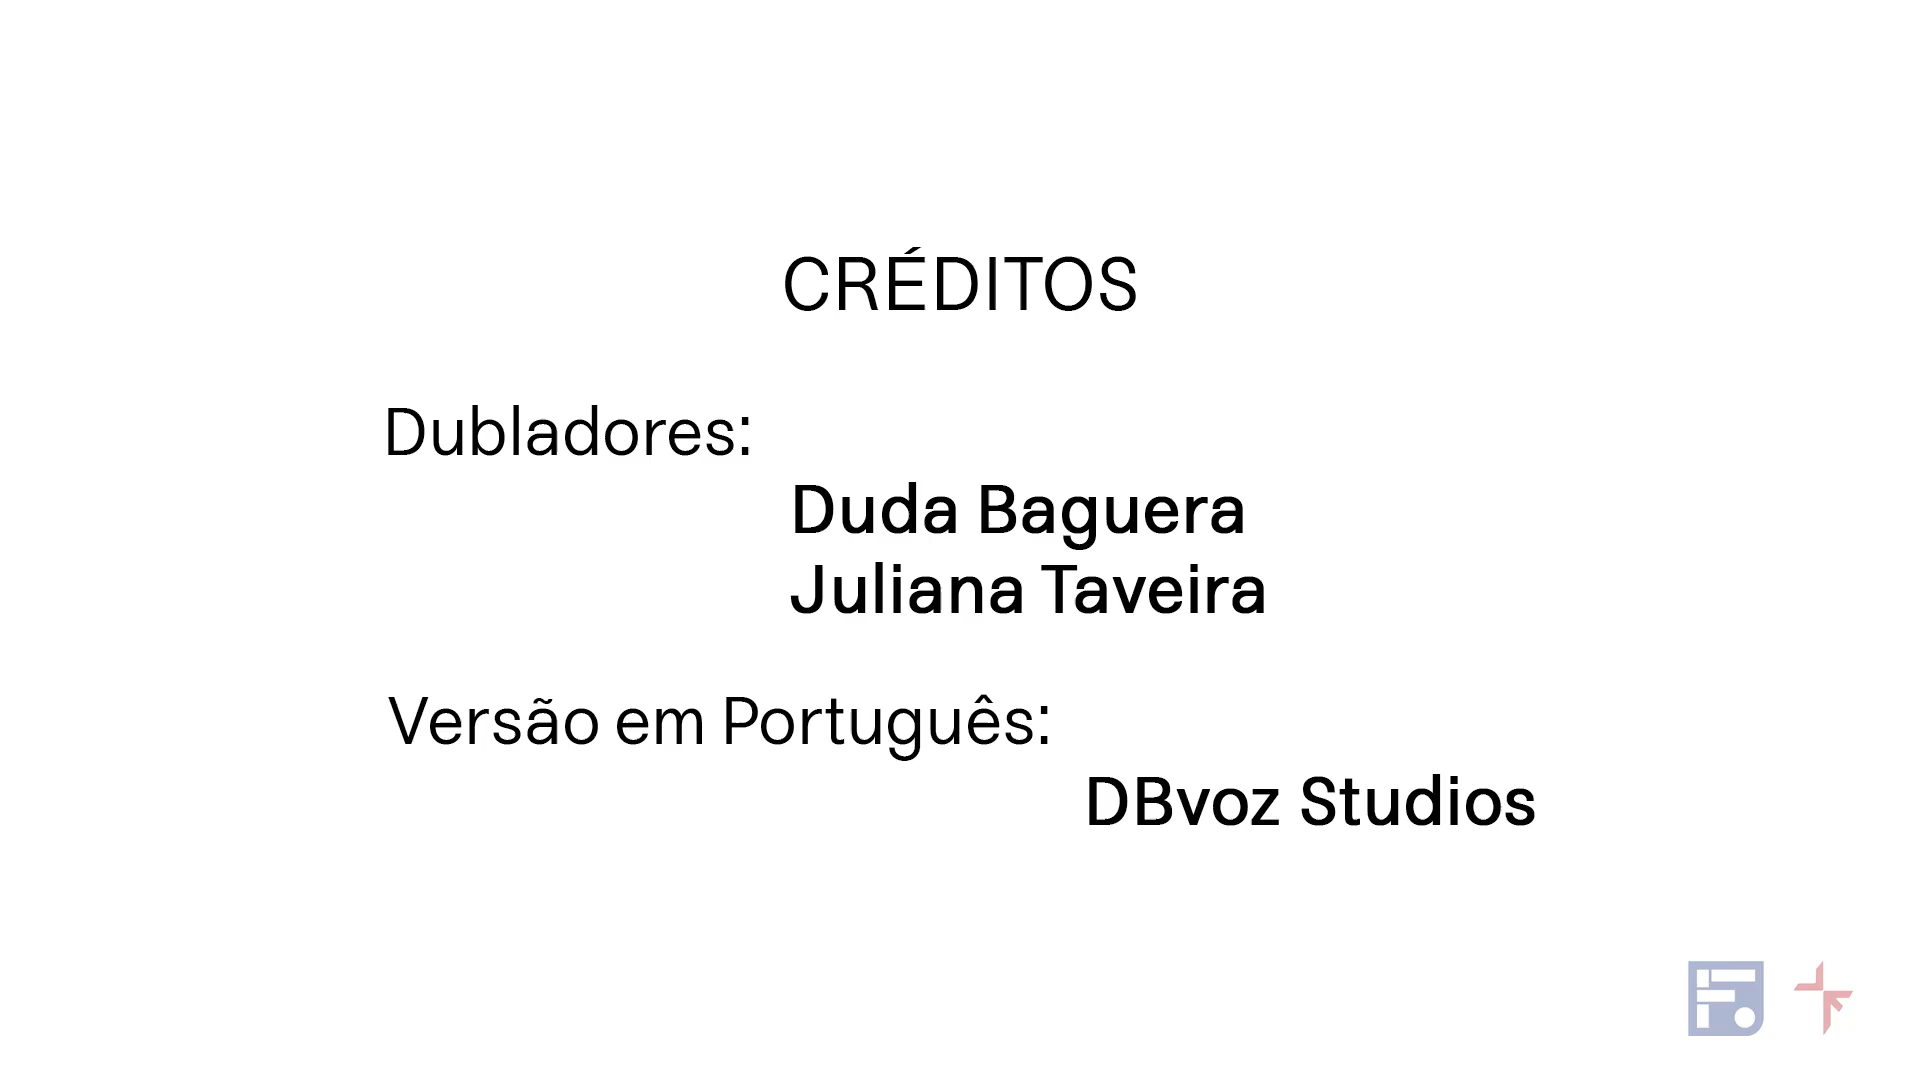 CRÉDITOS
Dubladores:
Duda Baguera
Juliana Taveira
Versão em Português:
DBvoz Studios